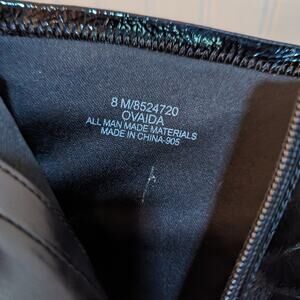 8 M/8524720
OVAIDA
ALL MAN MADE MATERIALS
MADE IN CHINA-905